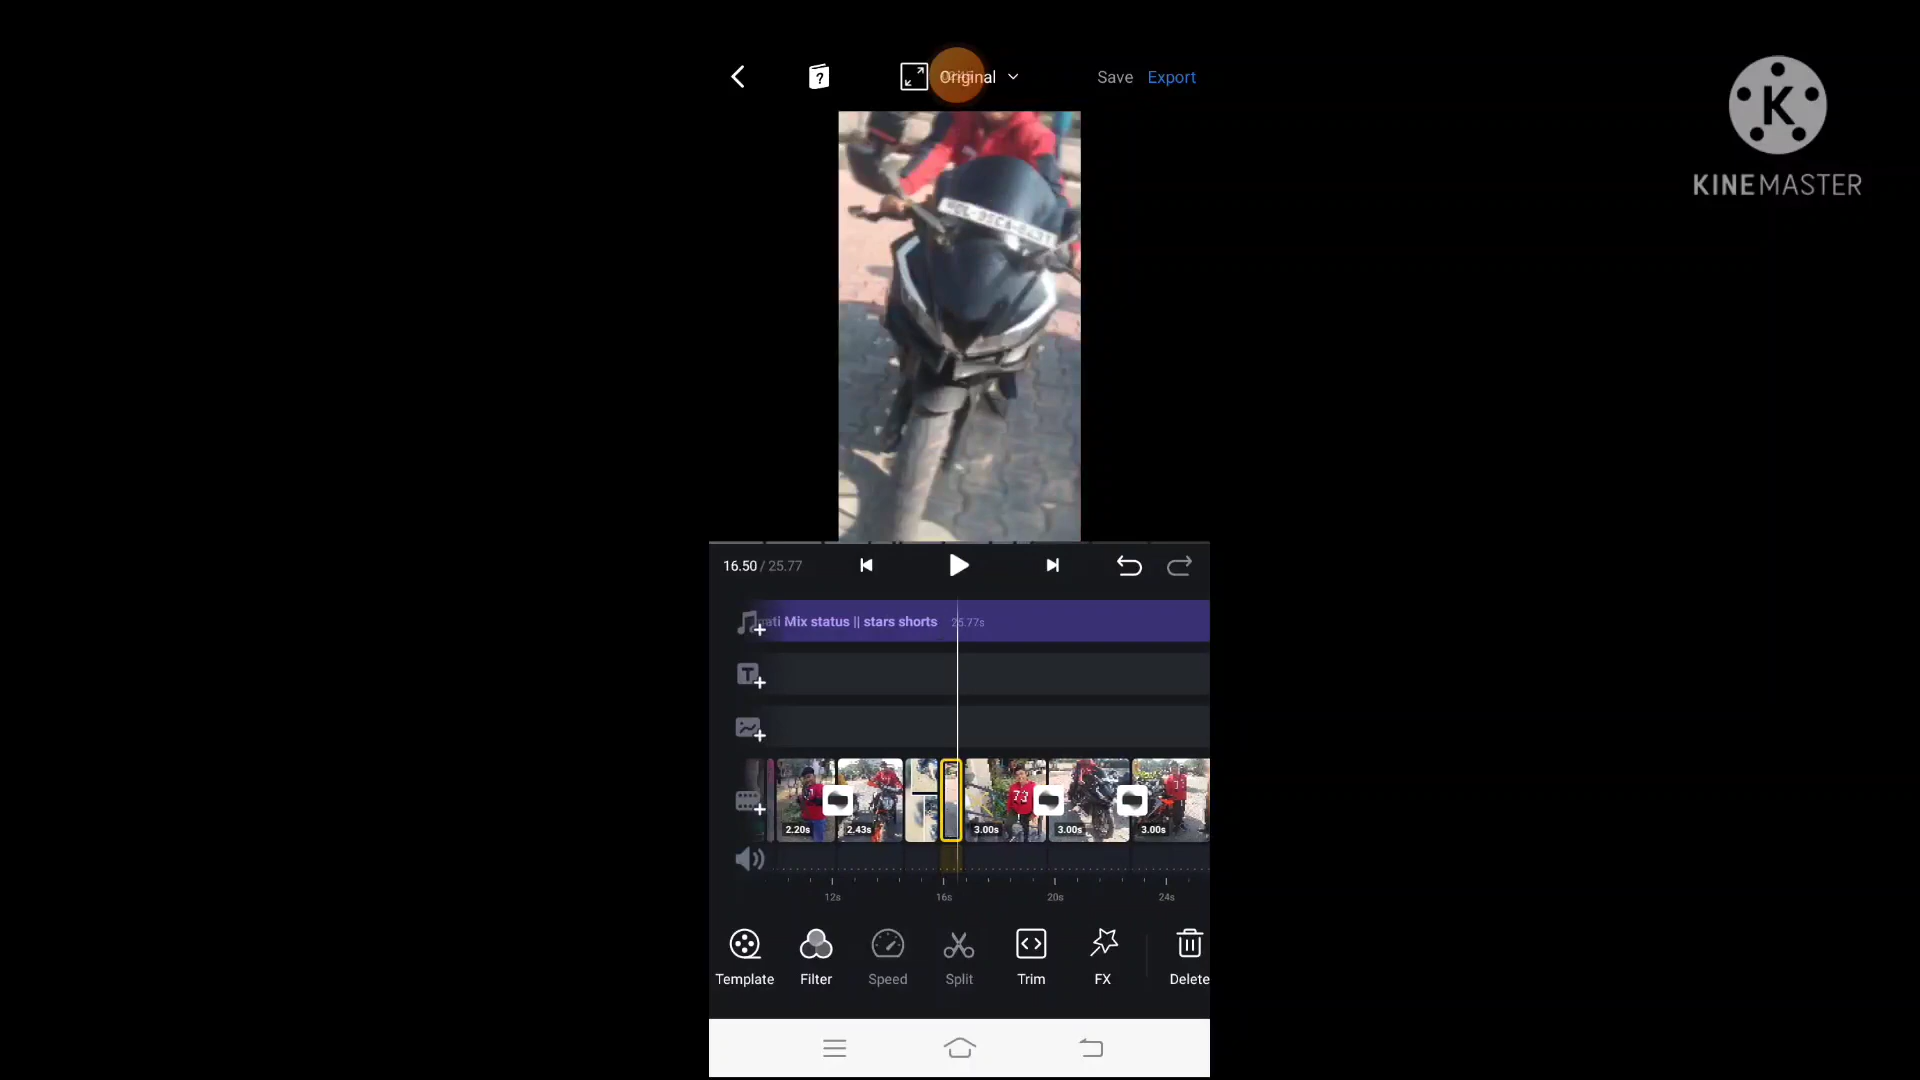 Original
Save
Export
KINEMASTER
16.50 / 25.77
ati Mix status || stars shorts
25.77s
2.20s
2.43s
3.00s
3.00s
3.00s
12s
16s
20s
24s
Template
Filter
Speed
Split
Trim
FX
Delete